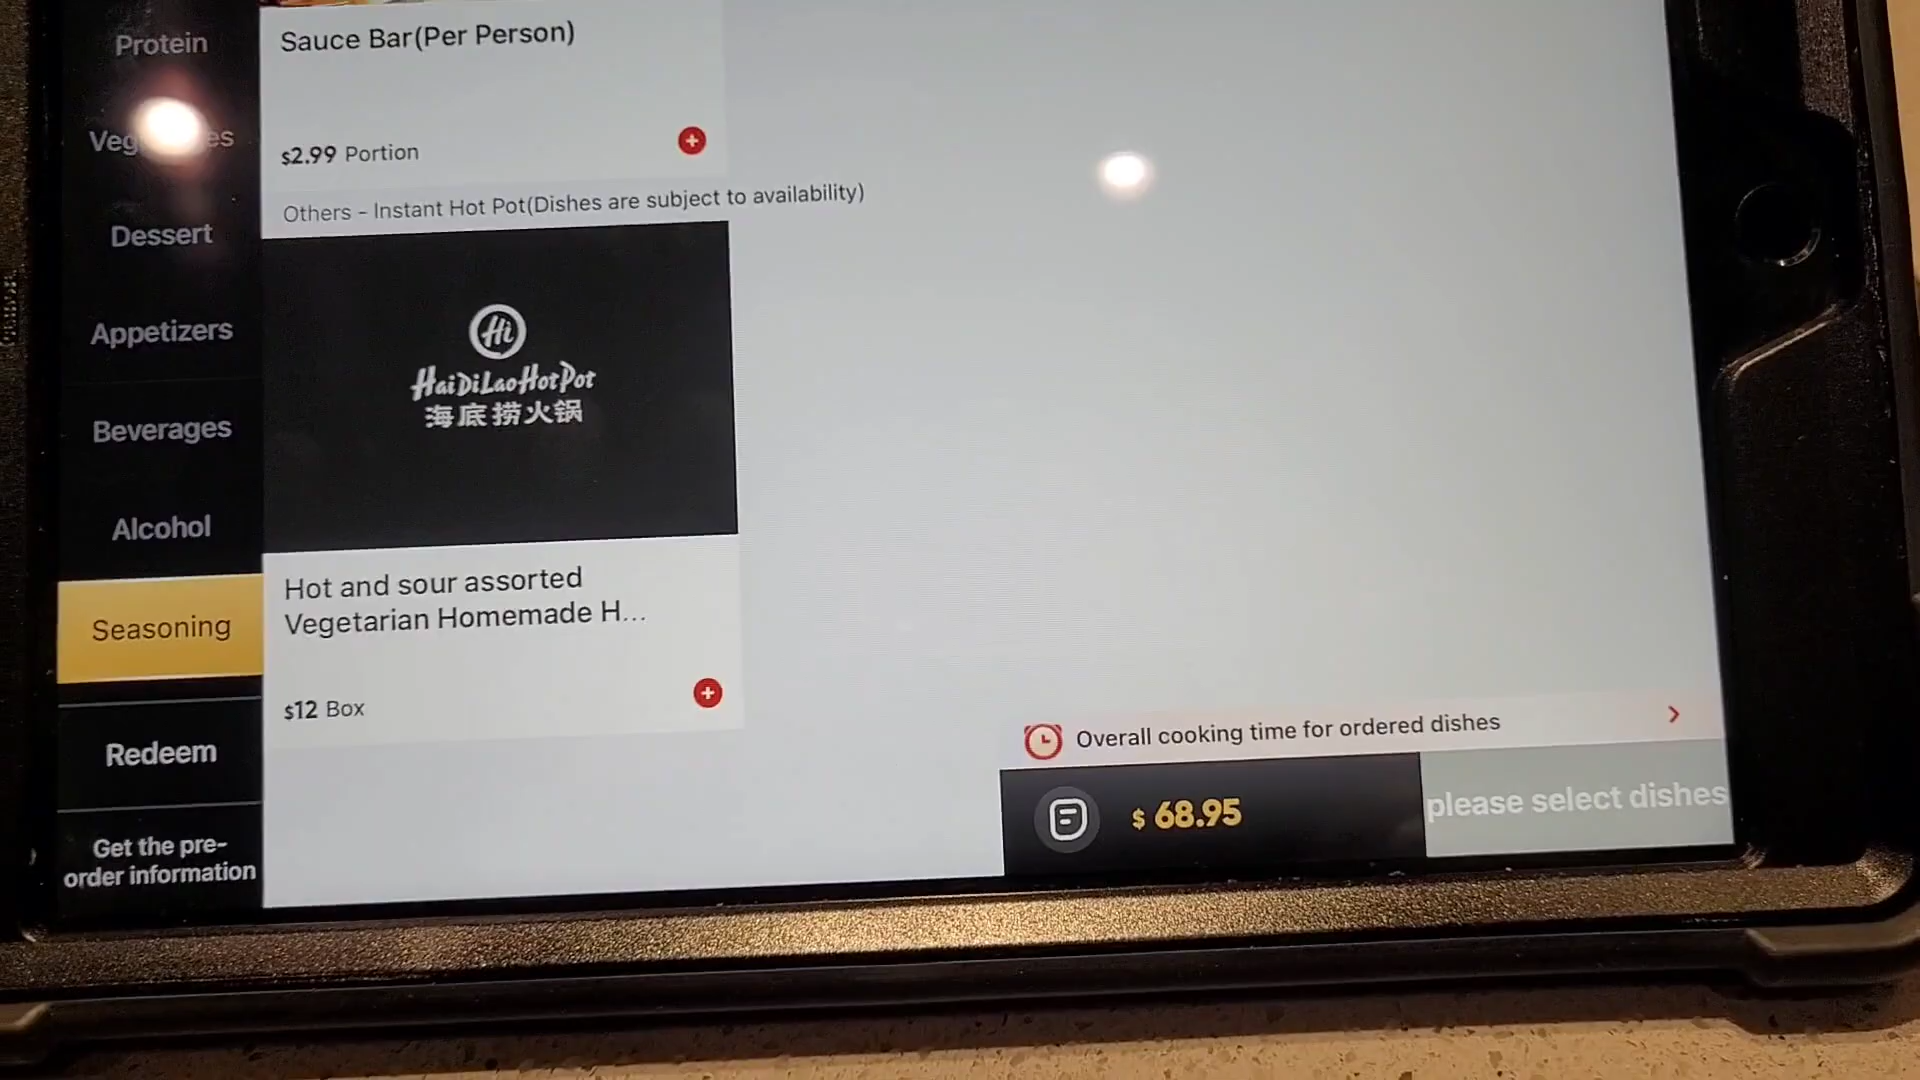 Protein
Dessert
Appetizers
Beverages
Alcohol
Seasoning
Redeem
Get the pre-
order information
Sauce Bar(Per Person)
$2.99 Portion
Others - Instant Hot Pot(Dishes are subject to availability)
Hi
HaiDiLaoHotPot
海底捞火锅
Hot and sour assorted
Vegetarian Homemade H...
$12 Box
Overall cooking time for ordered dishes
$ 68.95
please select dishes